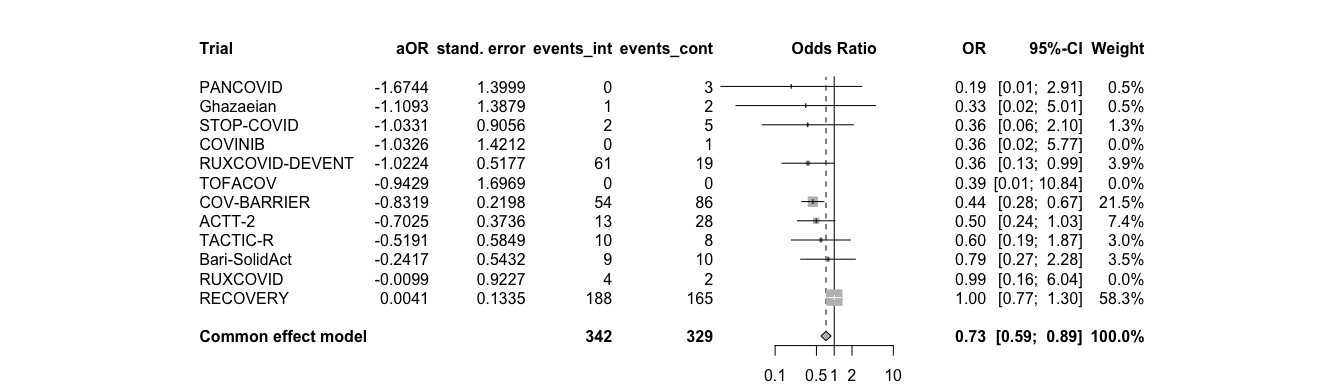 Trial aOR stand. error events_int events_cont Odds Ratio OR 95%-CI Weight
PANCOVID -1.6744 1.3999 0 3 0.19 [0.01; 2.91] 0.5%
Ghazaeian -1.1093 1.3879 1 2 0.33 [0.02; 5.01] 0.5%
STOP-COVID -1.0331 0.9056 2 5 0.36 [0.06; 2.10] 1.3%
COVINIB -1.0326 1.4212 0 1 0.36 [0.02; 5.77] 0.0%
RUXCOVID-DEVENT -1.0224 0.5177 61 19 0.36 [0.13; 0.99] 3.9%
TOFACOV -0.9429 1.6969 0 0 0.39 [0.01; 10.84] 0.0%
COV-BARRIER -0.8319 0.2198 54 86 0.44 [0.28; 0.67] 21.5%
ACTT-2 -0.7025 0.3736 13 28 0.50 [0.24; 1.03] 7.4%
TACTIC-R -0.5191 0.5849 10 8 0.60 [0.19; 1.87] 3.0%
Bari-SolidAct -0.2417 0.5432 9 10 0.79 [0.27; 2.28] 3.5%
RUXCOVID -0.0099 0.9227 4 2 0.99 [0.16; 6.04] 0.0%
RECOVERY 0.0041 0.1335 188 165 1.00 [0.77; 1.30] 58.3%
Common effect model 342 329 0.73 [0.59; 0.89] 100.0%
0.1 0.5 1 2 10